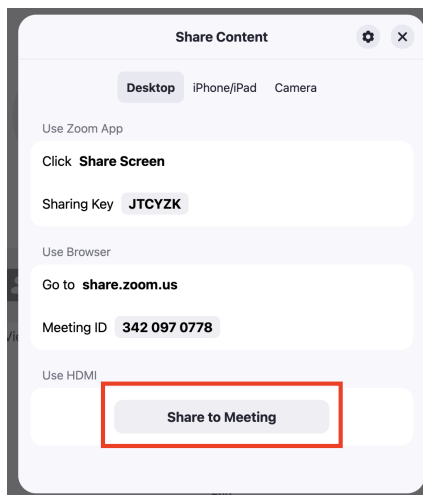 Share Content
Desktop iPhone/iPad Camera
Use Zoom App
Click Share Screen
Sharing Key JTCYZK
Use Browser
Go to share.zoom.us
Meeting ID 342 097 0778
Use HDMI
Share to Meeting